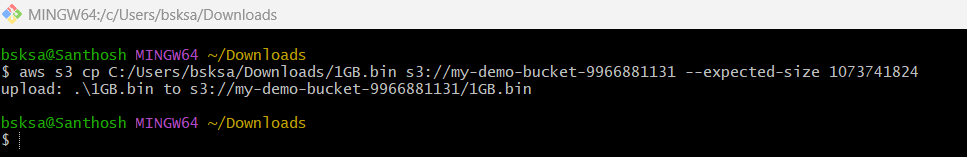 MINGW64:/c/Users/bsksa/Downloads
bsksa@Santhosh MINGW64 ~/Downloads
$ aws s3 cp C:/Users/bsksa/Downloads/1GB.bin s3://my-demo-bucket-9966881131 --expected-size 1073741824
upload: .\1GB.bin to s3://my-demo-bucket-9966881131/1GB.bin
bsksa@Santhosh MINGW64 ~/Downloads
$